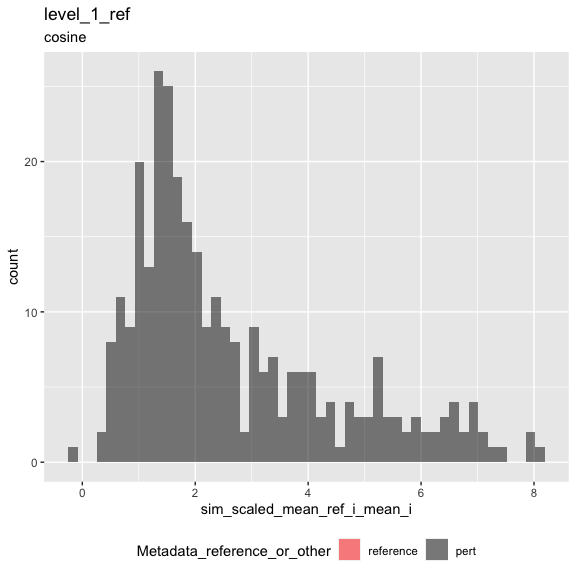 level_1_ref
cosine
20
10
0
count
0 2 4 6 8
sim_scaled_mean_ref_i_mean_i
Metadata_reference_or_other reference pert